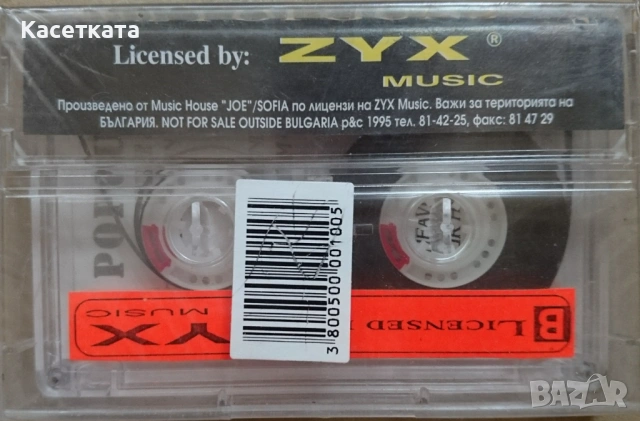 Касетката
Licensed by: ZYX ®
MUSIC
Произведено от Music House "JOE"/SOFIA по лицензи на ZYX Music. Важи за територията на
БЪЛГАРИЯ. NOT FOR SALE OUTSIDE BULGARIA p&c 1995 тел. 81-42-25, факс: 81 47 29
3 800500 001005
B LICENSED
ZYX
MUSIC
BAZAR